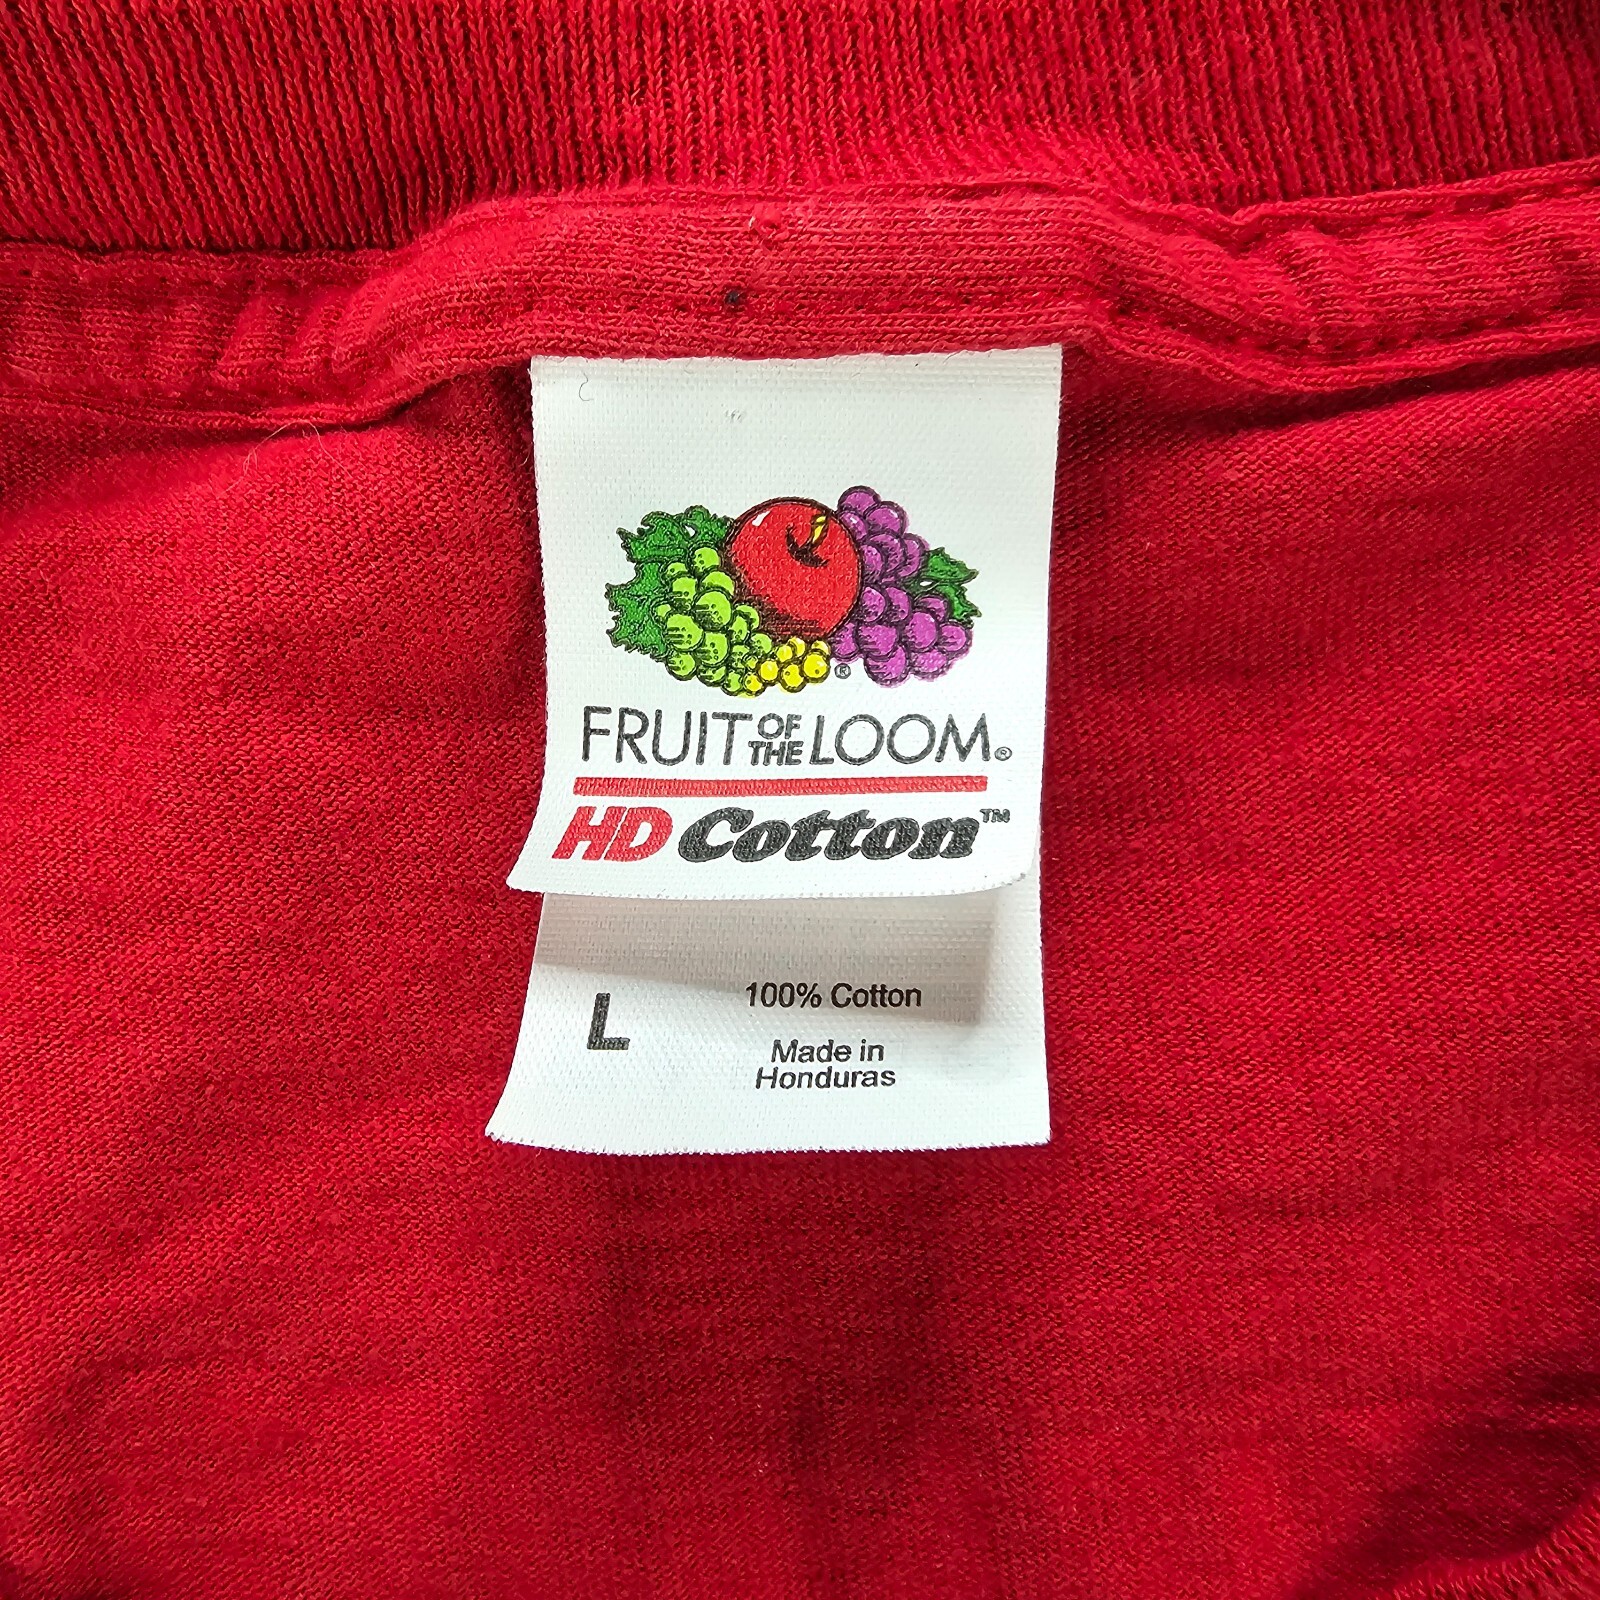 ®
FRUIT OF THE LOOM®
HD Cotton™
L
100% Cotton
Made in
Honduras